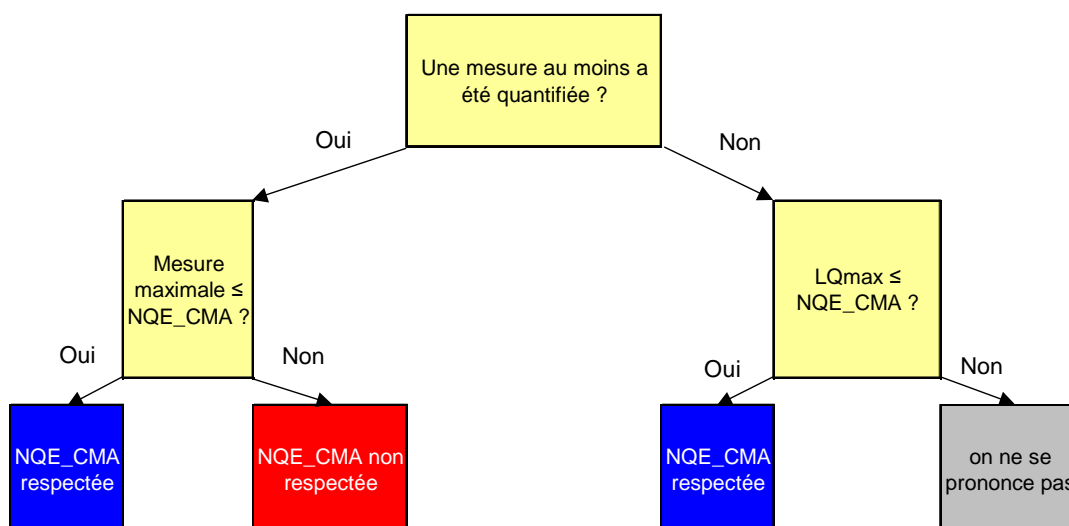 Une mesure au moins a
été quantifiée ?
Oui
Non
Mesure
maximale ≤
NQE_CMA ?
LQmax ≤
NQE_CMA ?
Oui
Non
Oui
Non
NQE_CMA
respectée
NQE_CMA non
respectée
NQE_CMA
respectée
on ne se
prononce pas